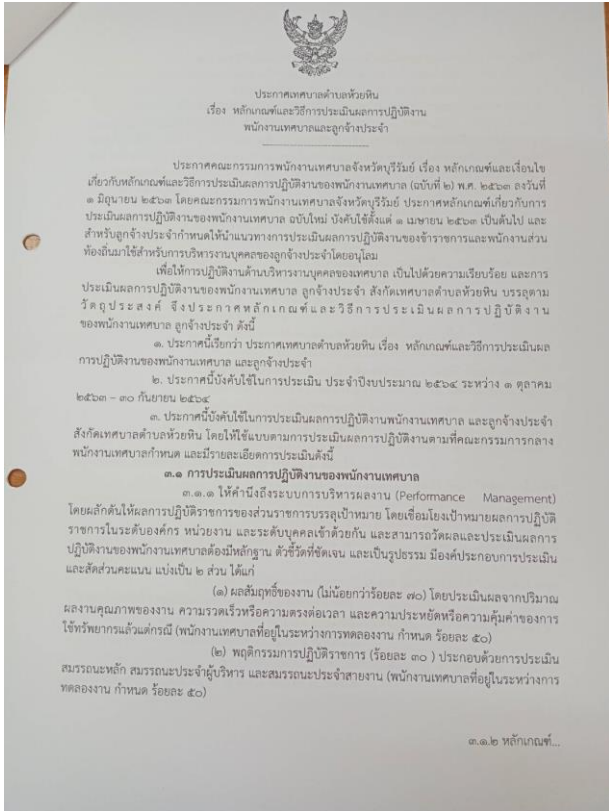 ประกาศเทศบาลตำบลห้วยหิน
เรื่อง หลักเกณฑ์และวิธีการประเมินผลการปฏิบัติงาน
พนักงานเทศบาลและลูกจ้างประจำ
ประกาศคณะกรรมการพนักงานเทศบาลจังหวัดบุรีรัมย์ เรื่อง หลักเกณฑ์และเงื่อนไข
เกี่ยวกับหลักเกณฑ์และวิธีการประเมินผลการปฏิบัติงานของพนักงานเทศบาล (ฉบับที่ ๒) พ.ศ. ๒๕๖๓ ลงวันที่
๑ มิถุนายน ๒๕๖๓ โดยคณะกรรมการพนักงานเทศบาลจังหวัดบุรีรัมย์ ประกาศหลักเกณฑ์เกี่ยวกับการ
ประเมินผลการปฏิบัติงานของพนักงานเทศบาล ฉบับใหม่ บังคับใช้ตั้งแต่ ๑ เมษายน ๒๕๖๓ เป็นต้นไป และ
สำหรับลูกจ้างประจำกำหนดให้นำแนวทางการประเมินผลการปฏิบัติงานของข้าราชการและพนักงานส่วน
ท้องถิ่นมาใช้สำหรับการบริหารงานบุคคลของลูกจ้างประจำโดยอนุโลม
เพื่อให้การปฏิบัติงานด้านบริหารงานบุคคลของเทศบาล เป็นไปด้วยความเรียบร้อย และการ
ประเมินผลการปฏิบัติงานของพนักงานเทศบาล ลูกจ้างประจำ สังกัดเทศบาลตำบลห้วยหิน บรรลุตาม
วัตถุประสงค์ จึงประกาศหลักเกณฑ์และวิธีการประเมินผลการปฏิบัติงาน
ของพนักงานเทศบาล ลูกจ้างประจำ ดังนี้
๑. ประกาศนี้เรียกว่า ประกาศเทศบาลตำบลห้วยหิน เรื่อง หลักเกณฑ์และวิธีการประเมินผล
การปฏิบัติงานของพนักงานเทศบาล และลูกจ้างประจำ
๒. ประกาศนี้บังคับใช้ในการประเมิน ประจำปีงบประมาณ ๒๕๖๔ ระหว่าง ๑ ตุลาคม
๒๕๖๓ – ๓๐ กันยายน ๒๕๖๔
๓. ประกาศนี้บังคับใช้ในการประเมินผลการปฏิบัติงานพนักงานเทศบาล และลูกจ้างประจำ
สังกัดเทศบาลตำบลห้วยหิน โดยให้ใช้แบบตามการประเมินผลการปฏิบัติงานตามที่คณะกรรมการกลาง
พนักงานเทศบาลกำหนด และมีรายละเอียดการประเมินดังนี้
๓.๑ การประเมินผลการปฏิบัติงานของพนักงานเทศบาล
๓.๑.๑ ให้คำนึงถึงระบบการบริหารผลงาน (Performance Management)
โดยผลักดันให้ผลการปฏิบัติราชการของส่วนราชการบรรลุเป้าหมาย โดยเชื่อมโยงเป้าหมายผลการปฏิบัติ
ราชการในระดับองค์กร หน่วยงาน และระดับบุคคลเข้าด้วยกัน และสามารถวัดผลและประเมินผลการ
ปฏิบัติงานของพนักงานเทศบาลต้องมีหลักฐาน ตัวชี้วัดที่ชัดเจน และเป็นรูปธรรม มีองค์ประกอบการประเมิน
และสัดส่วนคะแนน แบ่งเป็น ๒ ส่วน ได้แก่
(๑) ผลสัมฤทธิ์ของงาน (ไม่น้อยกว่าร้อยละ ๗๐) โดยประเมินผลจากปริมาณ
ผลงานคุณภาพของงาน ความรวดเร็วหรือความตรงต่อเวลา และความประหยัดหรือความคุ้มค่าของการ
ใช้ทรัพยากรแล้วแต่กรณี (พนักงานเทศบาลที่อยู่ในระหว่างการทดลองงาน กำหนด ร้อยละ ๕๐)
(๒) พฤติกรรมการปฏิบัติราชการ (ร้อยละ ๓๐ ) ประกอบด้วยการประเมิน
สมรรถนะหลัก สมรรถนะประจำผู้บริหาร และสมรรถนะประจำสายงาน (พนักงานเทศบาลที่อยู่ในระหว่างการ
ทดลองงาน กำหนด ร้อยละ ๕๐)
๓.๑.๒ หลักเกณฑ์...